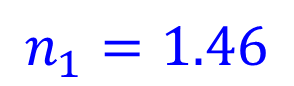 n₁ = 1.46